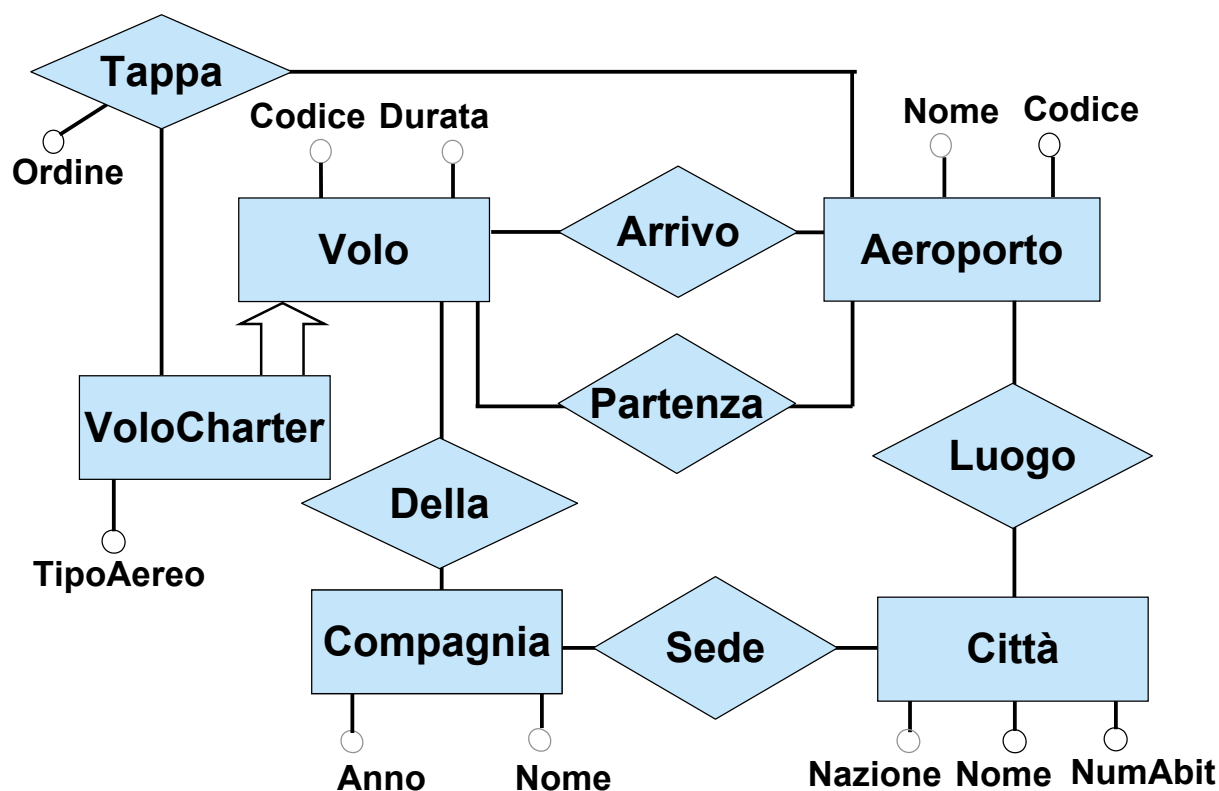 Tappa
Codice Durata
Nome Codice
Ordine
Volo
Arrivo
Aeroporto
VoloCharter
Partenza
Della
Luogo
TipoAereo
Compagnia
Sede
Città
Anno Nome
Nazione Nome NumAbit